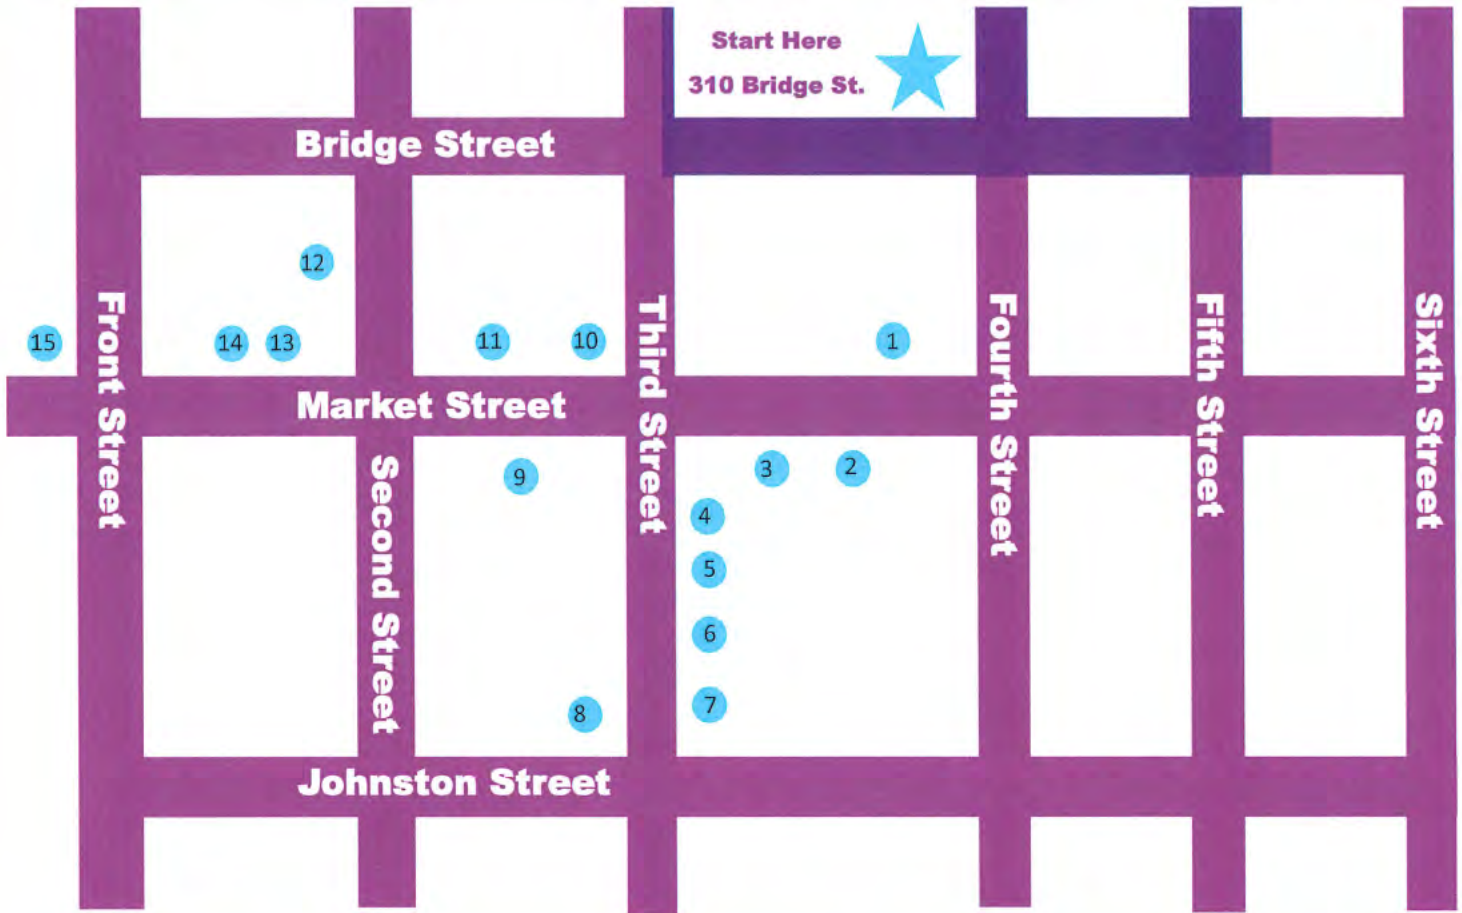 Start Here
310 Bridge St.
Bridge Street
12
15
14
13
11
10
1
Front Street
Third Street
Fourth Street
Fifth Street
Sixth Street
Market Street
Second Street
9
3
2
4
5
6
7
8
Johnston Street